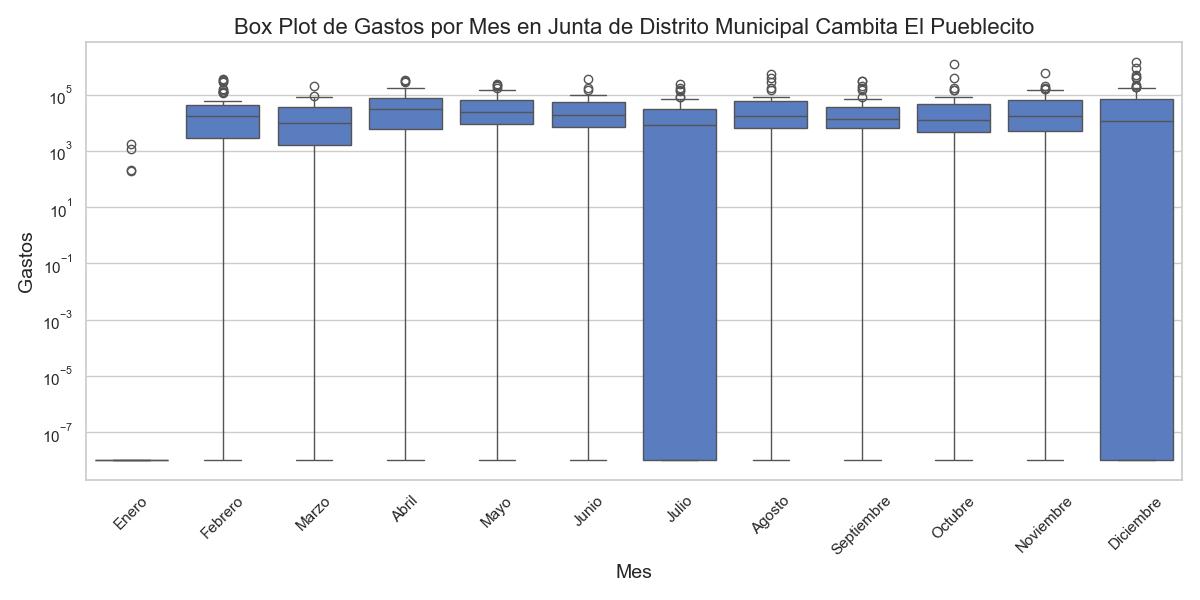 Box Plot de Gastos por Mes en Junta de Distrito Municipal Cambita El Pueblecito
Gastos
10^5
10^3
10^1
10^−1
10^−3
10^−5
10^−7
Enero
Febrero
Marzo
Abril
Mayo
Junio
Julio
Agosto
Septiembre
Octubre
Noviembre
Diciembre
Mes